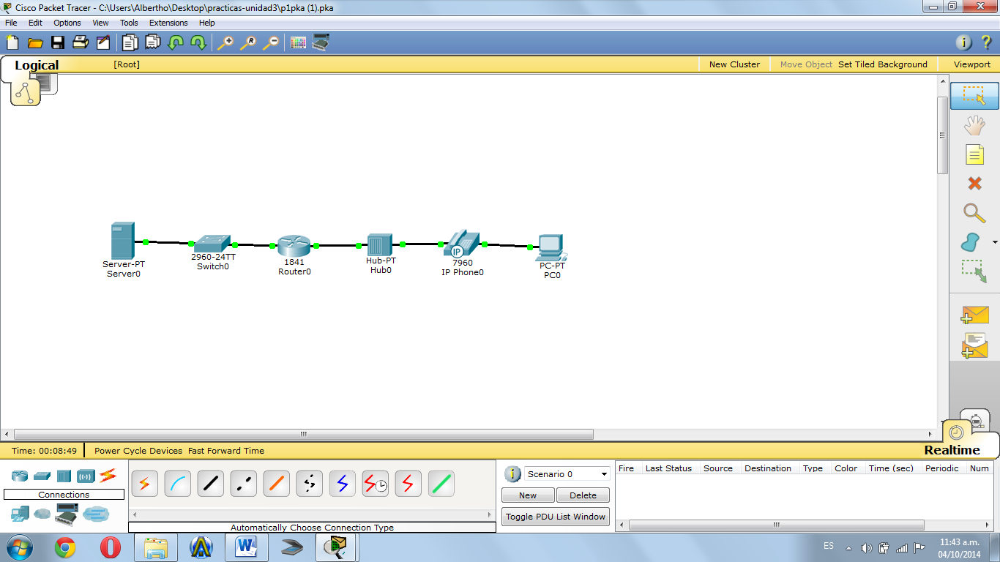 Cisco Packet Tracer - C:\Users\Albertho\Desktop\practicas-unidad3\p1pka (1).pka
File Edit Options View Tools Extensions Help
Logical [Root] New Cluster Move Object Set Tiled Background Viewport
Server-PT
Server0
2960-24TT
Switch0
1841
Router0
Hub-PT
Hub0
IP
7960
IP Phone0
PC-PT
PC0
Time: 00:08:49 Power Cycle Devices Fast Forward Time Realtime
Connections
Automatically Choose Connection Type
Scenario 0
New Delete
Toggle PDU List Window
Fire Last Status Source Destination Type Color Time (sec) Periodic Num
ES
11:43 a.m.
04/10/2014